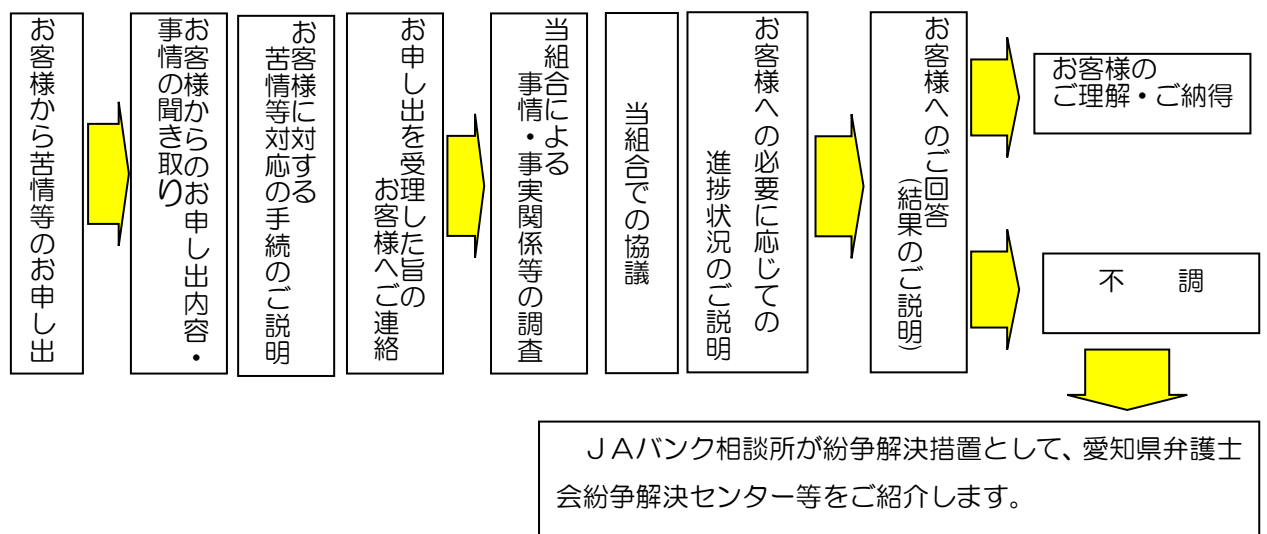 お客様から苦情等のお申し出
お客様からのお申し出内容・
事情の聞き取り
お客様に対する
苦情等対応の手続のご説明
お申し出を受理した旨の
お客様へご連絡
当組合による
事情・事実関係等の調査
当組合での協議
お客様への必要に応じての
進捗状況のご説明
お客様へのご回答
(結果のご説明)
お客様の
ご理解・ご納得
不　調
ＪＡバンク相談所が紛争解決措置として、愛知県弁護士
会紛争解決センター等をご紹介します。